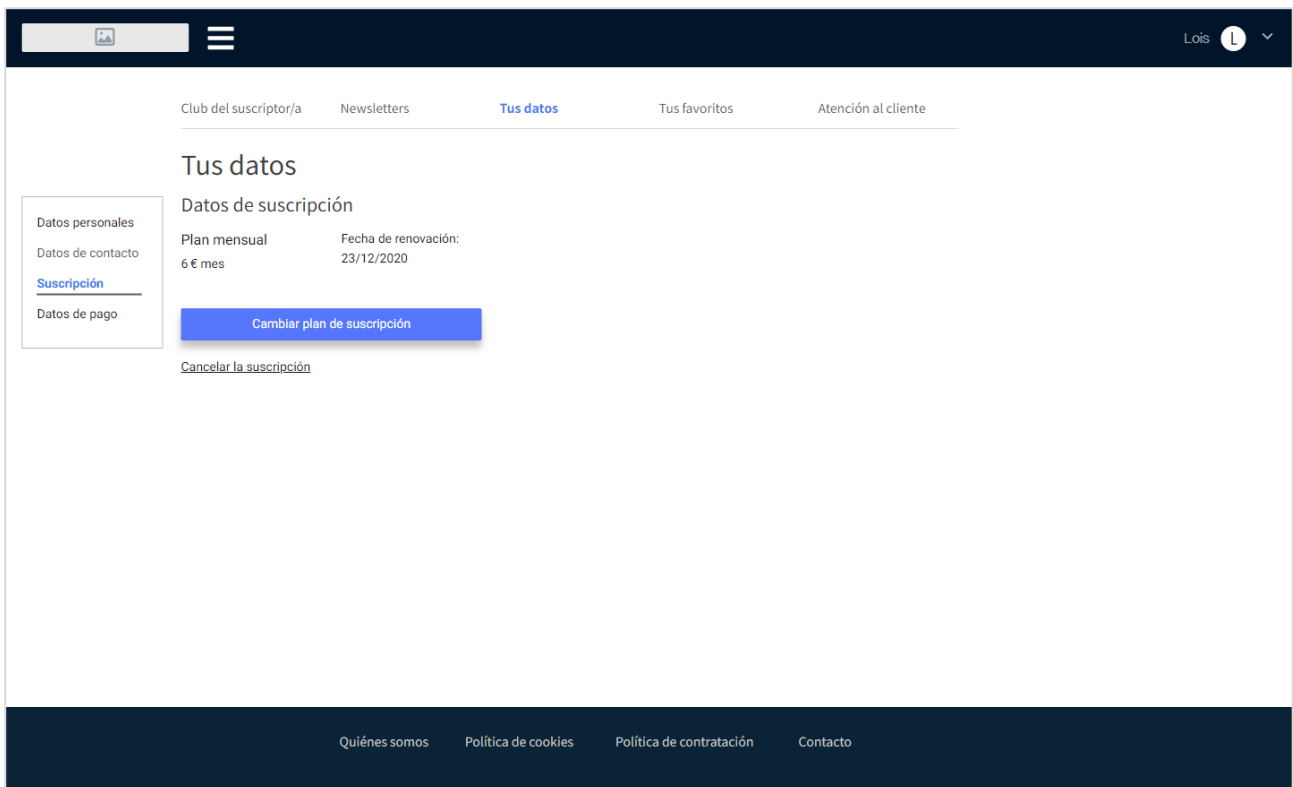 Lois L
Club del suscriptor/a Newsletters Tus datos Tus favoritos Atención al cliente
Tus datos
Datos personales
Datos de contacto
Suscripción
Datos de pago
Datos de suscripción
Plan mensual
6 € mes
Fecha de renovación:
23/12/2020
Cambiar plan de suscripción
Cancelar la suscripción
Quiénes somos Política de cookies Política de contratación Contacto